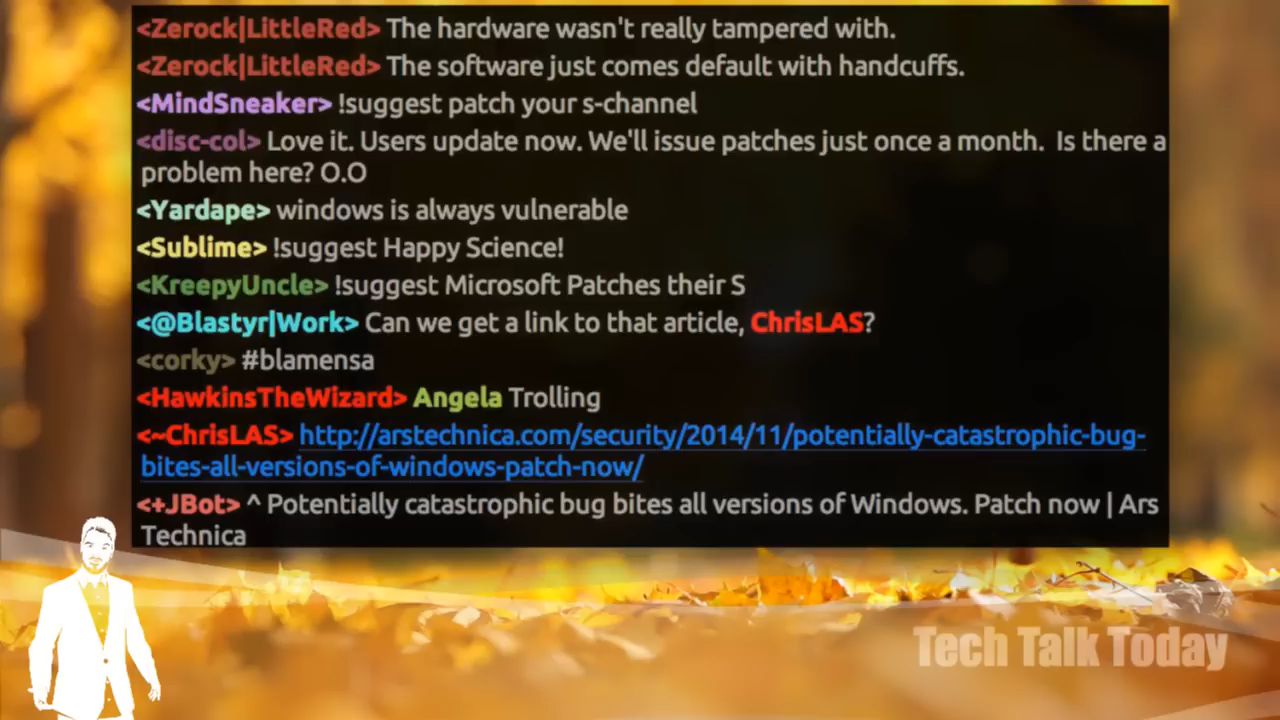 <Zerock|LittleRed> The hardware wasn't really tampered with.
<Zerock|LittleRed> The software just comes default with handcuffs.
<MindSneaker> !suggest patch your s-channel
<disc-col> Love it. Users update now. We'll issue patches just once a month.  Is there a
problem here? O.O
<Yardape> windows is always vulnerable
<Sublime> !suggest Happy Science!
<KreepyUncle> !suggest Microsoft Patches their S
<@Blastyr|Work> Can we get a link to that article, ChrisLAS?
<corky> #blamensa
<HawkinsTheWizard> Angela Trolling
<~ChrisLAS> http://arstechnica.com/security/2014/11/potentially-catastrophic-bug-
bites-all-versions-of-windows-patch-now/
<+JBot> ^ Potentially catastrophic bug bites all versions of Windows. Patch now | Ars
Technica
Tech Talk Today